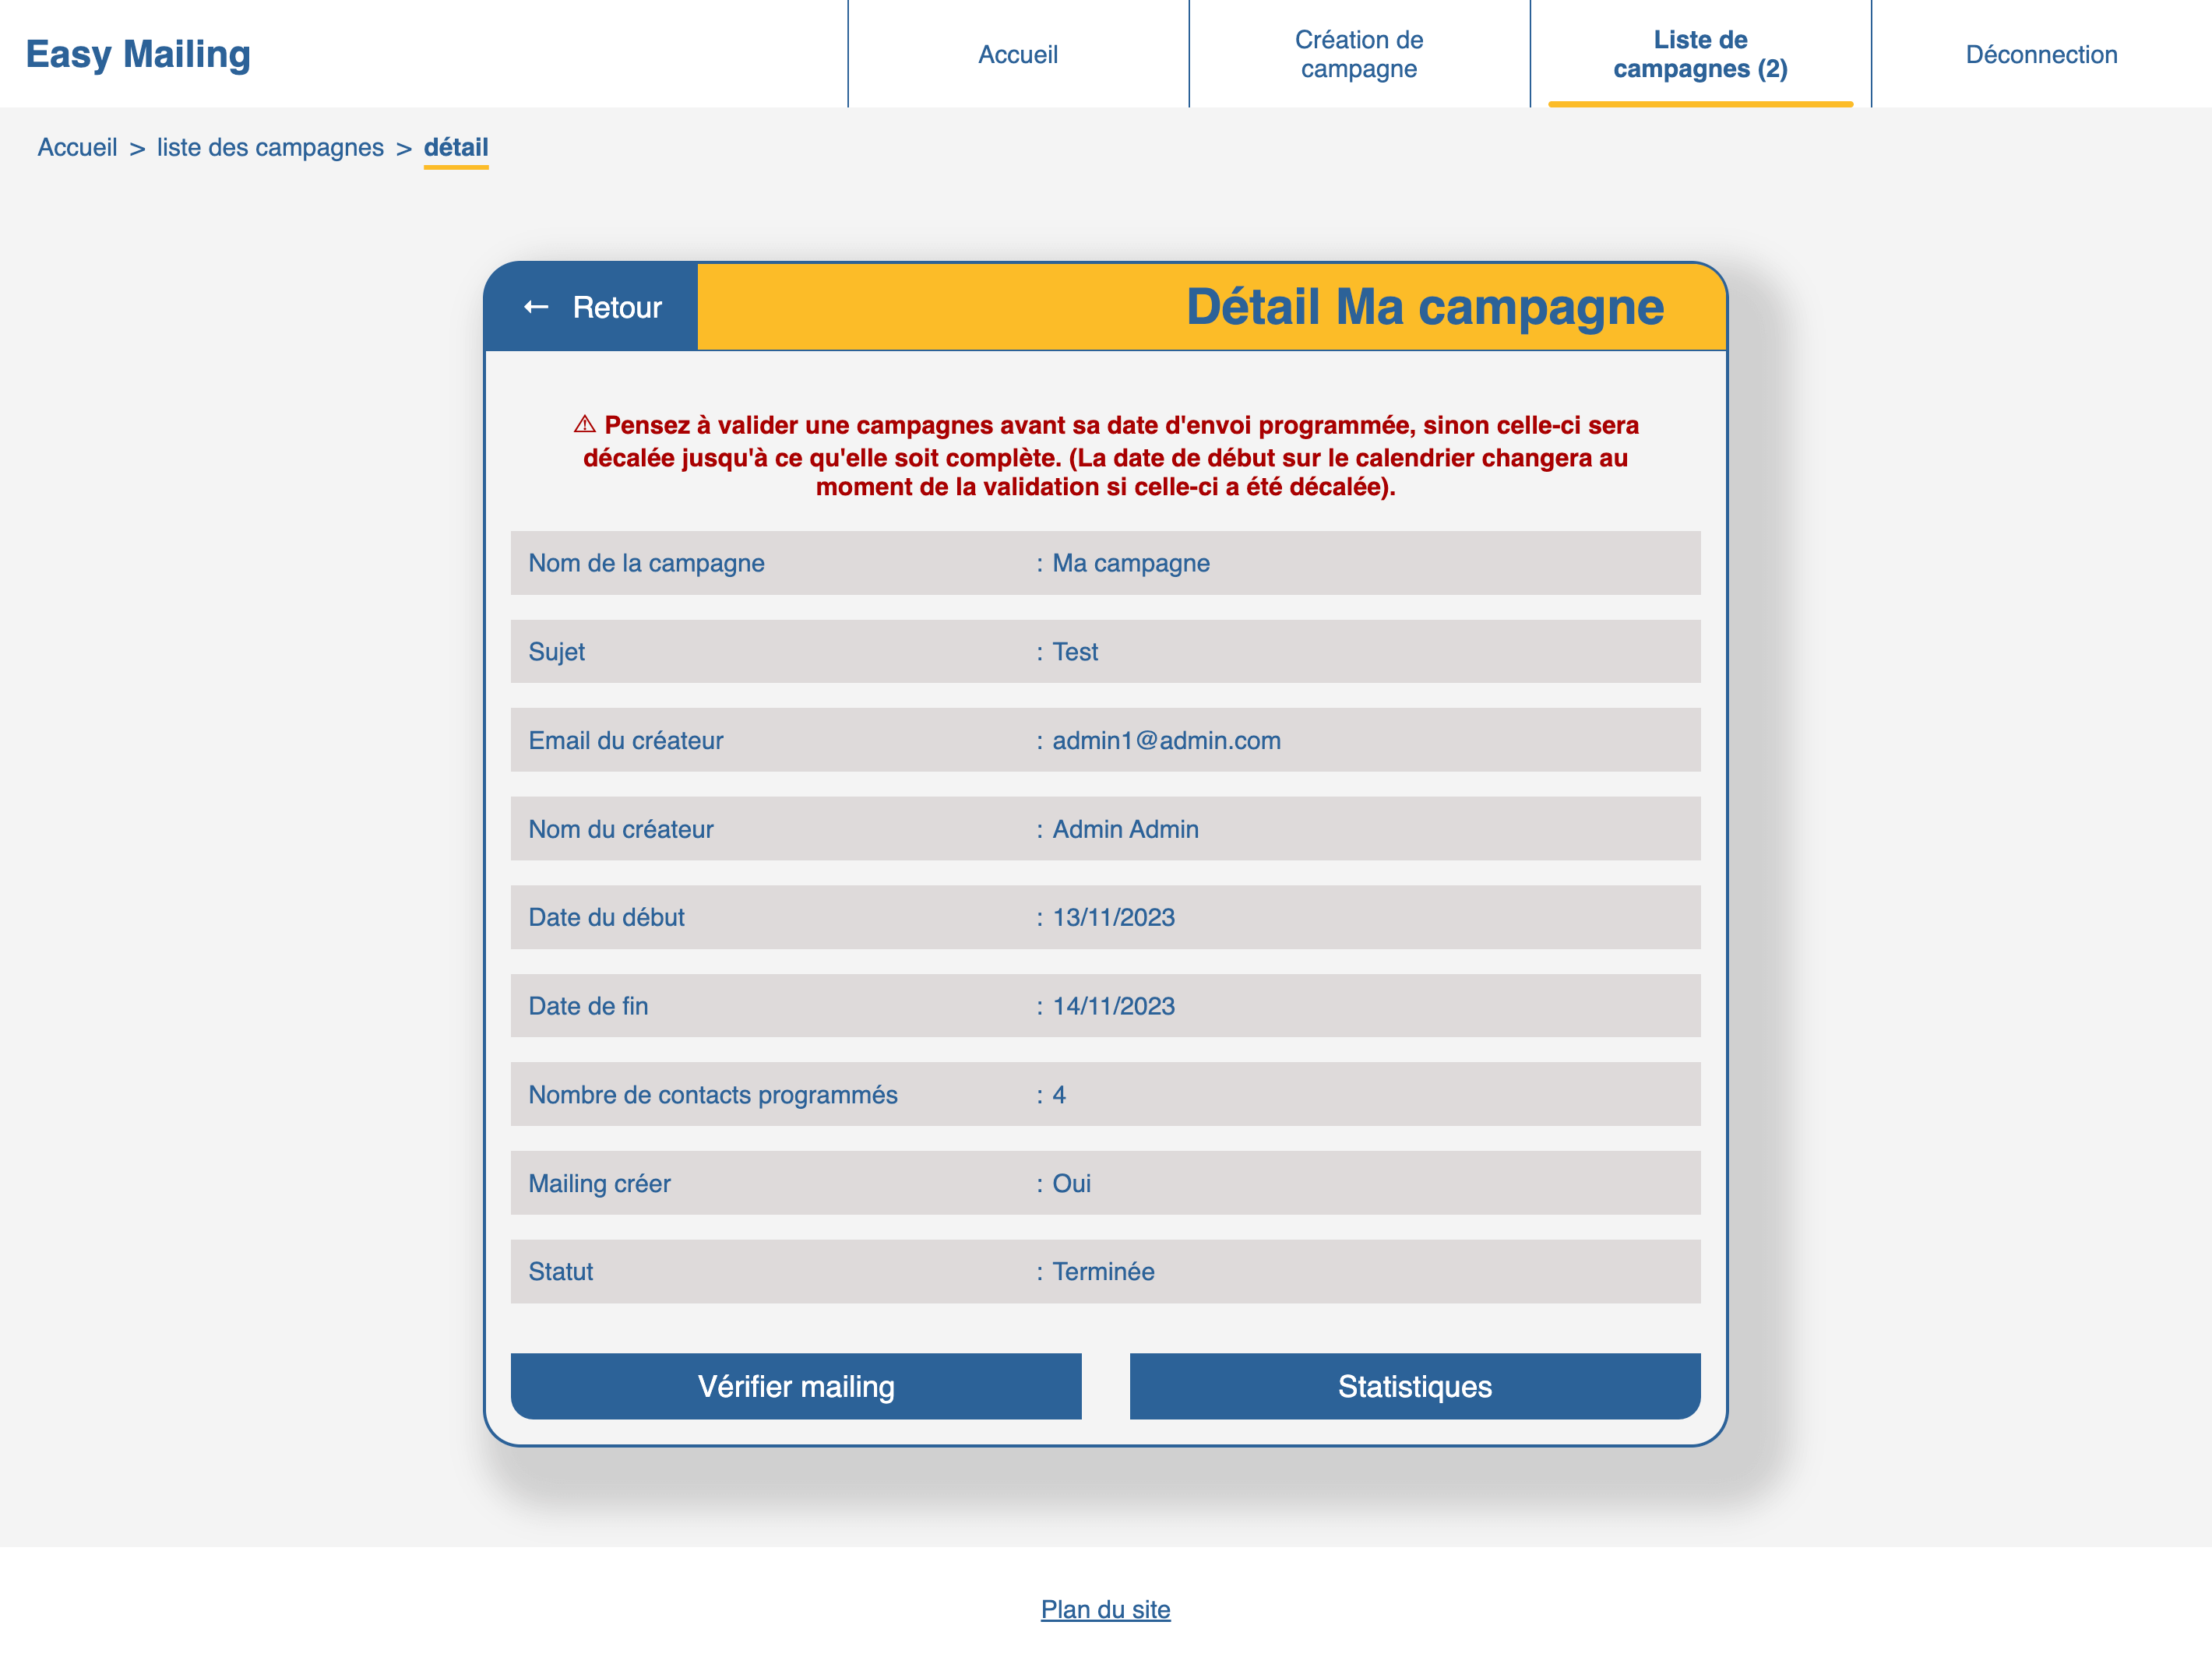 Easy Mailing
Accueil
Création de
campagne
Liste de
campagnes (2)
Déconnection
Accueil > liste des campagnes > détail
← Retour
Détail Ma campagne
⚠ Pensez à valider une campagnes avant sa date d'envoi programmée, sinon celle-ci sera
décalée jusqu'à ce qu'elle soit complète. (La date de début sur le calendrier changera au
moment de la validation si celle-ci a été décalée).
Nom de la campagne : Ma campagne
Sujet : Test
Email du créateur : admin1@admin.com
Nom du créateur : Admin Admin
Date du début : 13/11/2023
Date de fin : 14/11/2023
Nombre de contacts programmés : 4
Mailing créer : Oui
Statut : Terminée
Vérifier mailing
Statistiques
Plan du site